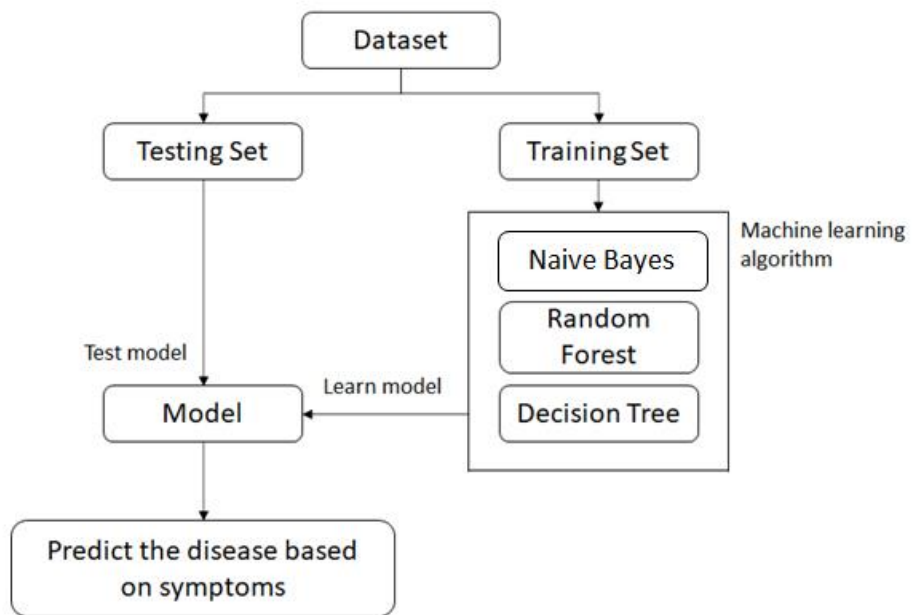 Dataset
Testing Set
Training Set
Machine learning
algorithm
Naive Bayes
Random
Forest
Decision Tree
Test model
Learn model
Model
Predict the disease based
on symptoms